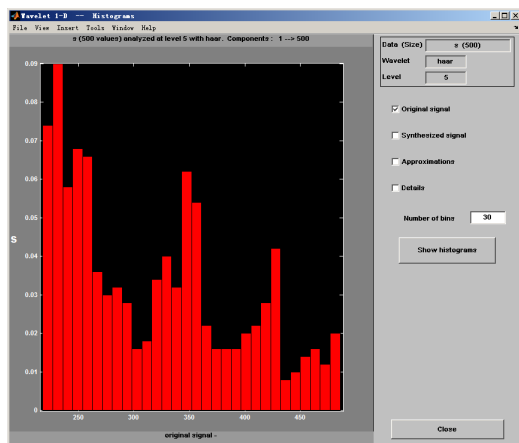 Wavelet 1-D -- Histograms
File View Insert Tools Window Help
s (500 values) analyzed at level 5 with haar. Components : 1 --> 500
Data (Size) s (500)
Wavelet haar
Level 5
Original signal
Synthesized signal
Approximations
Details
Number of bins 30
Show histograms
Close
0.09
0.08
0.07
0.06
0.05
S
0.04
0.03
0.02
0.01
0
250 300 350 400 450
original signal -